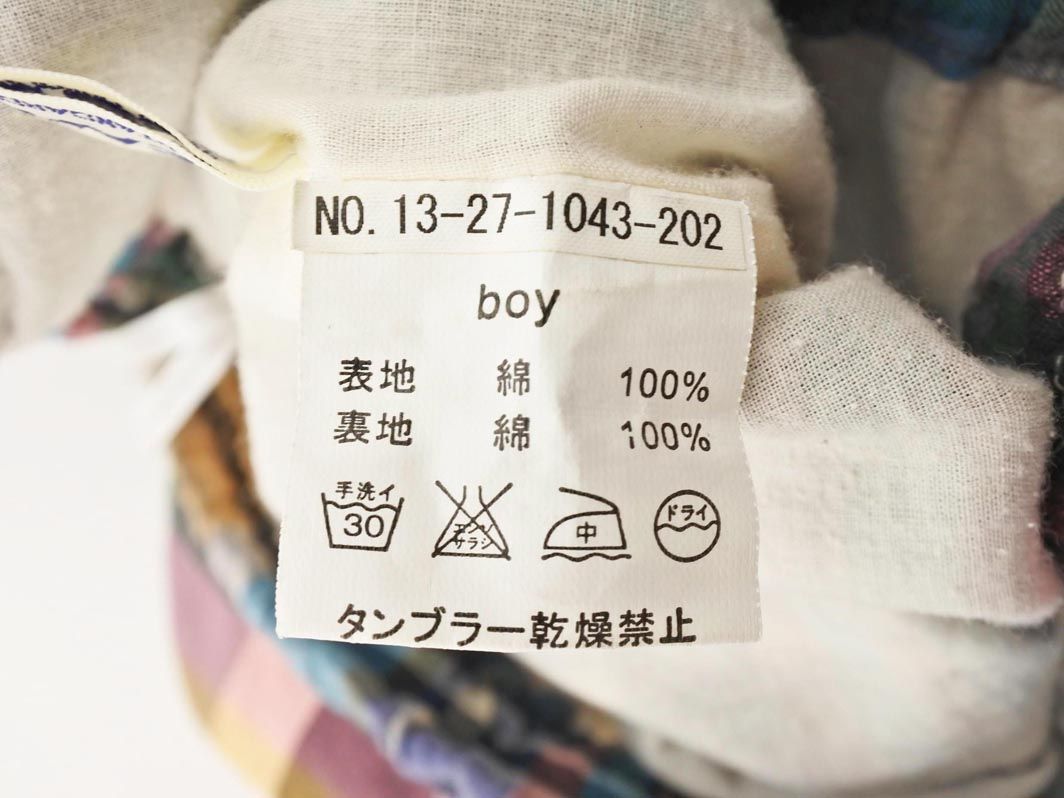 NO. 13-27-1043-202
boy
表地 綿 100%
裏地 綿 100%
手洗イ
30
エンソ
サラシ
中
ドライ
タンブラー乾燥禁止